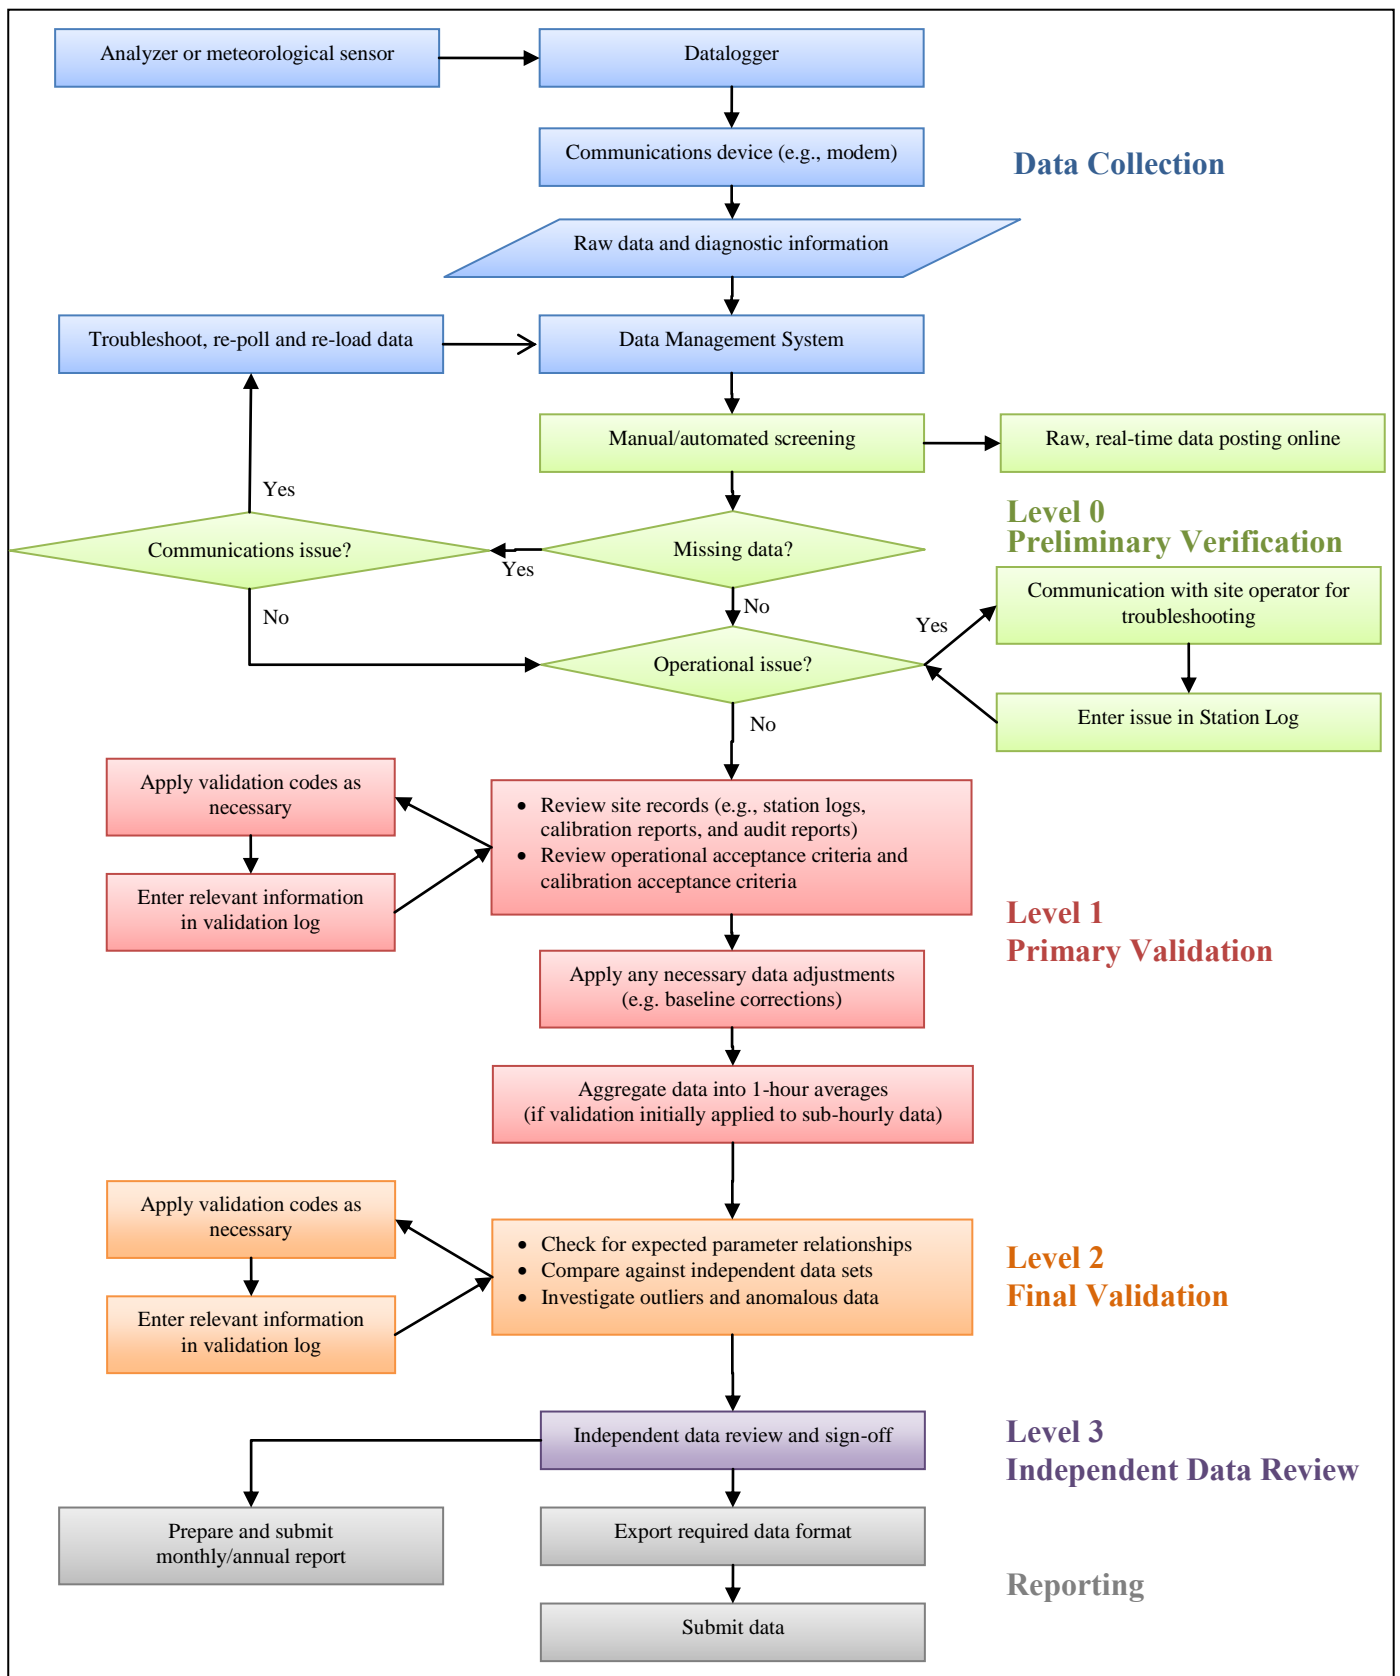 Analyzer or meteorological sensor
Datalogger
Communications device (e.g., modem)
Data Collection
Raw data and diagnostic information
Troubleshoot, re-poll and re-load data
Data Management System
Manual/automated screening
Raw, real-time data posting online
Yes
Level 0
Preliminary Verification
Communications issue?
Missing data?
Yes
No
No
Communication with site operator for
troubleshooting
Yes
Operational issue?
Enter issue in Station Log
No
Apply validation codes as
necessary
• Review site records (e.g., station logs,
calibration reports, and audit reports)
• Review operational acceptance criteria and
calibration acceptance criteria
Enter relevant information
in validation log
Level 1
Primary Validation
Apply any necessary data adjustments
(e.g. baseline corrections)
Aggregate data into 1-hour averages
(if validation initially applied to sub-hourly data)
Apply validation codes as
necessary
• Check for expected parameter relationships
• Compare against independent data sets
• Investigate outliers and anomalous data
Level 2
Final Validation
Enter relevant information
in validation log
Independent data review and sign-off
Level 3
Independent Data Review
Prepare and submit
monthly/annual report
Export required data format
Reporting
Submit data